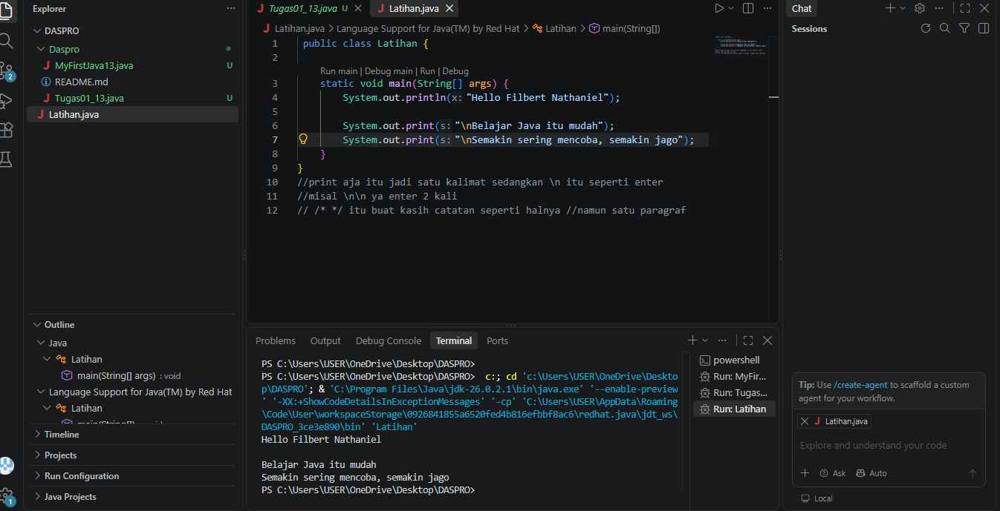 Explorer
DASPRO
Daspro
MyFirstJava13.java U
README.md
Tugas01_13.java U
Latihan.java
Outline
Java
Latihan
main(String[] args) : void
Language Support for Java(TM) by Red Hat
Latihan
Timeline
Projects
Run Configuration
Java Projects
2
1
Tugas01_13.java U
Latihan.java
Latihan.java > Language Support for Java(TM) by Red Hat > Latihan > main(String[])
1 public class Latihan {
2
Run main | Debug main | Run | Debug
3 static void main(String[] args) {
4 System.out.println(x: "Hello Filbert Nathaniel");
5
6 System.out.print(s: "\nBelajar Java itu mudah");
7 System.out.print(s: "\nSemakin sering mencoba, semakin jago");
8 }
9 }
10 //print aja itu jadi satu kalimat sedangkan \n itu seperti enter
11 //misal \n\n ya enter 2 kali
12 // /* */ itu buat kasih catatan seperti halnya //namun satu paragraf
Problems Output Debug Console Terminal Ports
PS C:\Users\USER\OneDrive\Desktop\DASPRO>
PS C:\Users\USER\OneDrive\Desktop\DASPRO> c:; cd 'c:\Users\USER\OneDrive\Deskto
p\DASPRO'; & 'C:\Program Files\Java\jdk-26.0.2.1\bin\java.exe' '--enable-preview
' '-XX:+ShowCodeDetailsInExceptionMessages' '-cp' 'C:\Users\USER\AppData\Roaming
\Code\User\workspaceStorage\0926841855a6520fed4b816efbbf8ac6\redhat.java\jdt_ws\
DASPRO_3ce3e890\bin' 'Latihan'
Hello Filbert Nathaniel
Belajar Java itu mudah
Semakin sering mencoba, semakin jago
PS C:\Users\USER\OneDrive\Desktop\DASPRO>
powershell
Run: MyFir...
Run: Tugas...
Run: Latihan
Chat
Sessions
Tip: Use /create-agent to scaffold a custom
agent for your workflow.
Latihan.java
Explore and understand your code
Ask Auto
Local